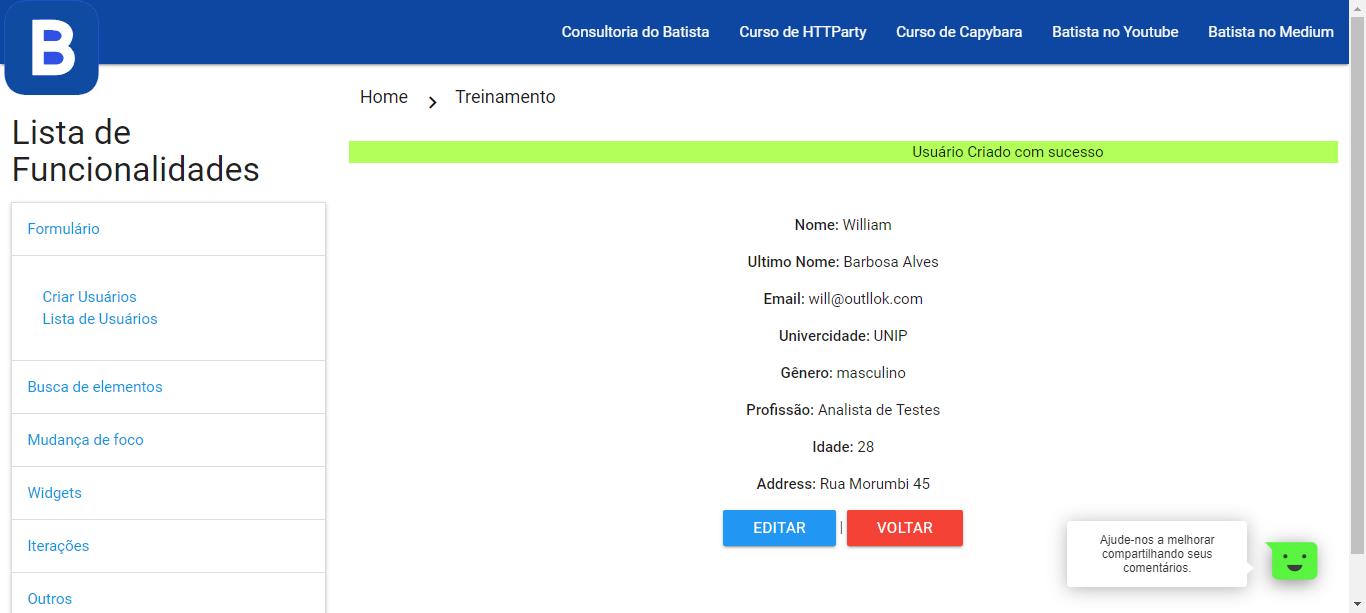 B
Consultoria do Batista
Curso de HTTParty
Curso de Capybara
Batista no Youtube
Batista no Medium
Lista de
Funcionalidades
Formulário
Criar Usuários
Lista de Usuários
Busca de elementos
Mudança de foco
Widgets
Iterações
Outros
Home
Treinamento
Usuário Criado com sucesso
Nome: William
Ultimo Nome: Barbosa Alves
Email: will@outllok.com
Univercidade: UNIP
Gênero: masculino
Profissão: Analista de Testes
Idade: 28
Address: Rua Morumbi 45
EDITAR | VOLTAR
Ajude-nos a melhorar
compartilhando seus
comentários.